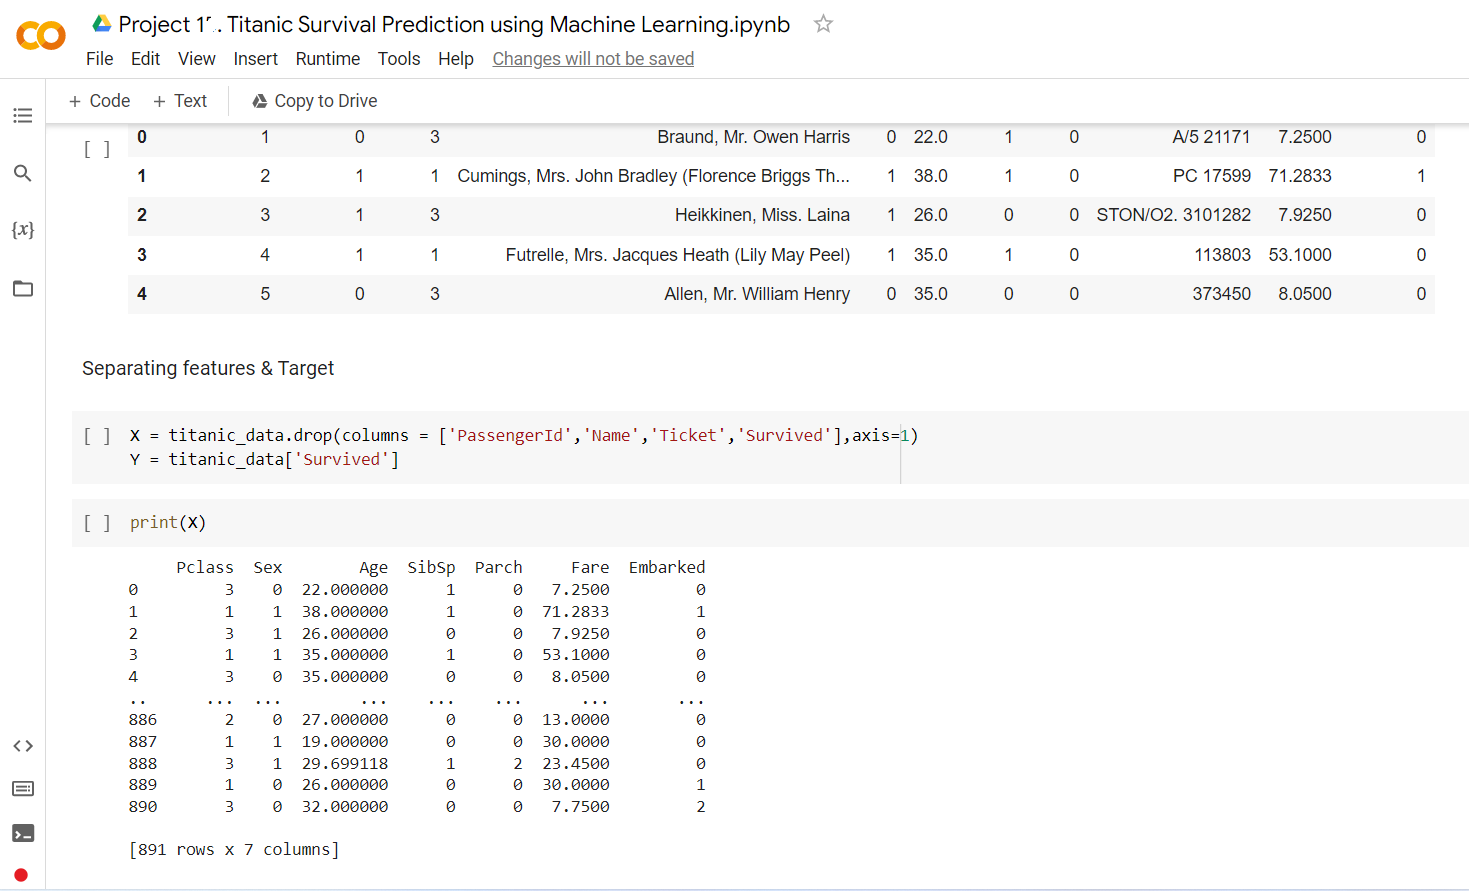 Project 1 . Titanic Survival Prediction using Machine Learning.ipynb
File Edit View Insert Runtime Tools Help Changes will not be saved
+ Code + Text Copy to Drive
[ ]
0 1 0 3 Braund, Mr. Owen Harris 0 22.0 1 0 A/5 21171 7.2500 0
1 2 1 1 Cumings, Mrs. John Bradley (Florence Briggs Th... 1 38.0 1 0 PC 17599 71.2833 1
2 3 1 3 Heikkinen, Miss. Laina 1 26.0 0 0 STON/O2. 3101282 7.9250 0
3 4 1 1 Futrelle, Mrs. Jacques Heath (Lily May Peel) 1 35.0 1 0 113803 53.1000 0
4 5 0 3 Allen, Mr. William Henry 0 35.0 0 0 373450 8.0500 0
Separating features & Target
[ ] X = titanic_data.drop(columns = ['PassengerId','Name','Ticket','Survived'],axis=1)
Y = titanic_data['Survived']
[ ] print(X)
Pclass Sex Age SibSp Parch Fare Embarked
0 3 0 22.000000 1 0 7.2500 0
1 1 1 38.000000 1 0 71.2833 1
2 3 1 26.000000 0 0 7.9250 0
3 1 1 35.000000 1 0 53.1000 0
4 3 0 35.000000 0 0 8.0500 0
.. ... ... ... ... ... ... ...
886 2 0 27.000000 0 0 13.0000 0
887 1 1 19.000000 0 0 30.0000 0
888 3 1 29.699118 1 2 23.4500 0
889 1 0 26.000000 0 0 30.0000 1
890 3 0 32.000000 0 0 7.7500 2
[891 rows x 7 columns]